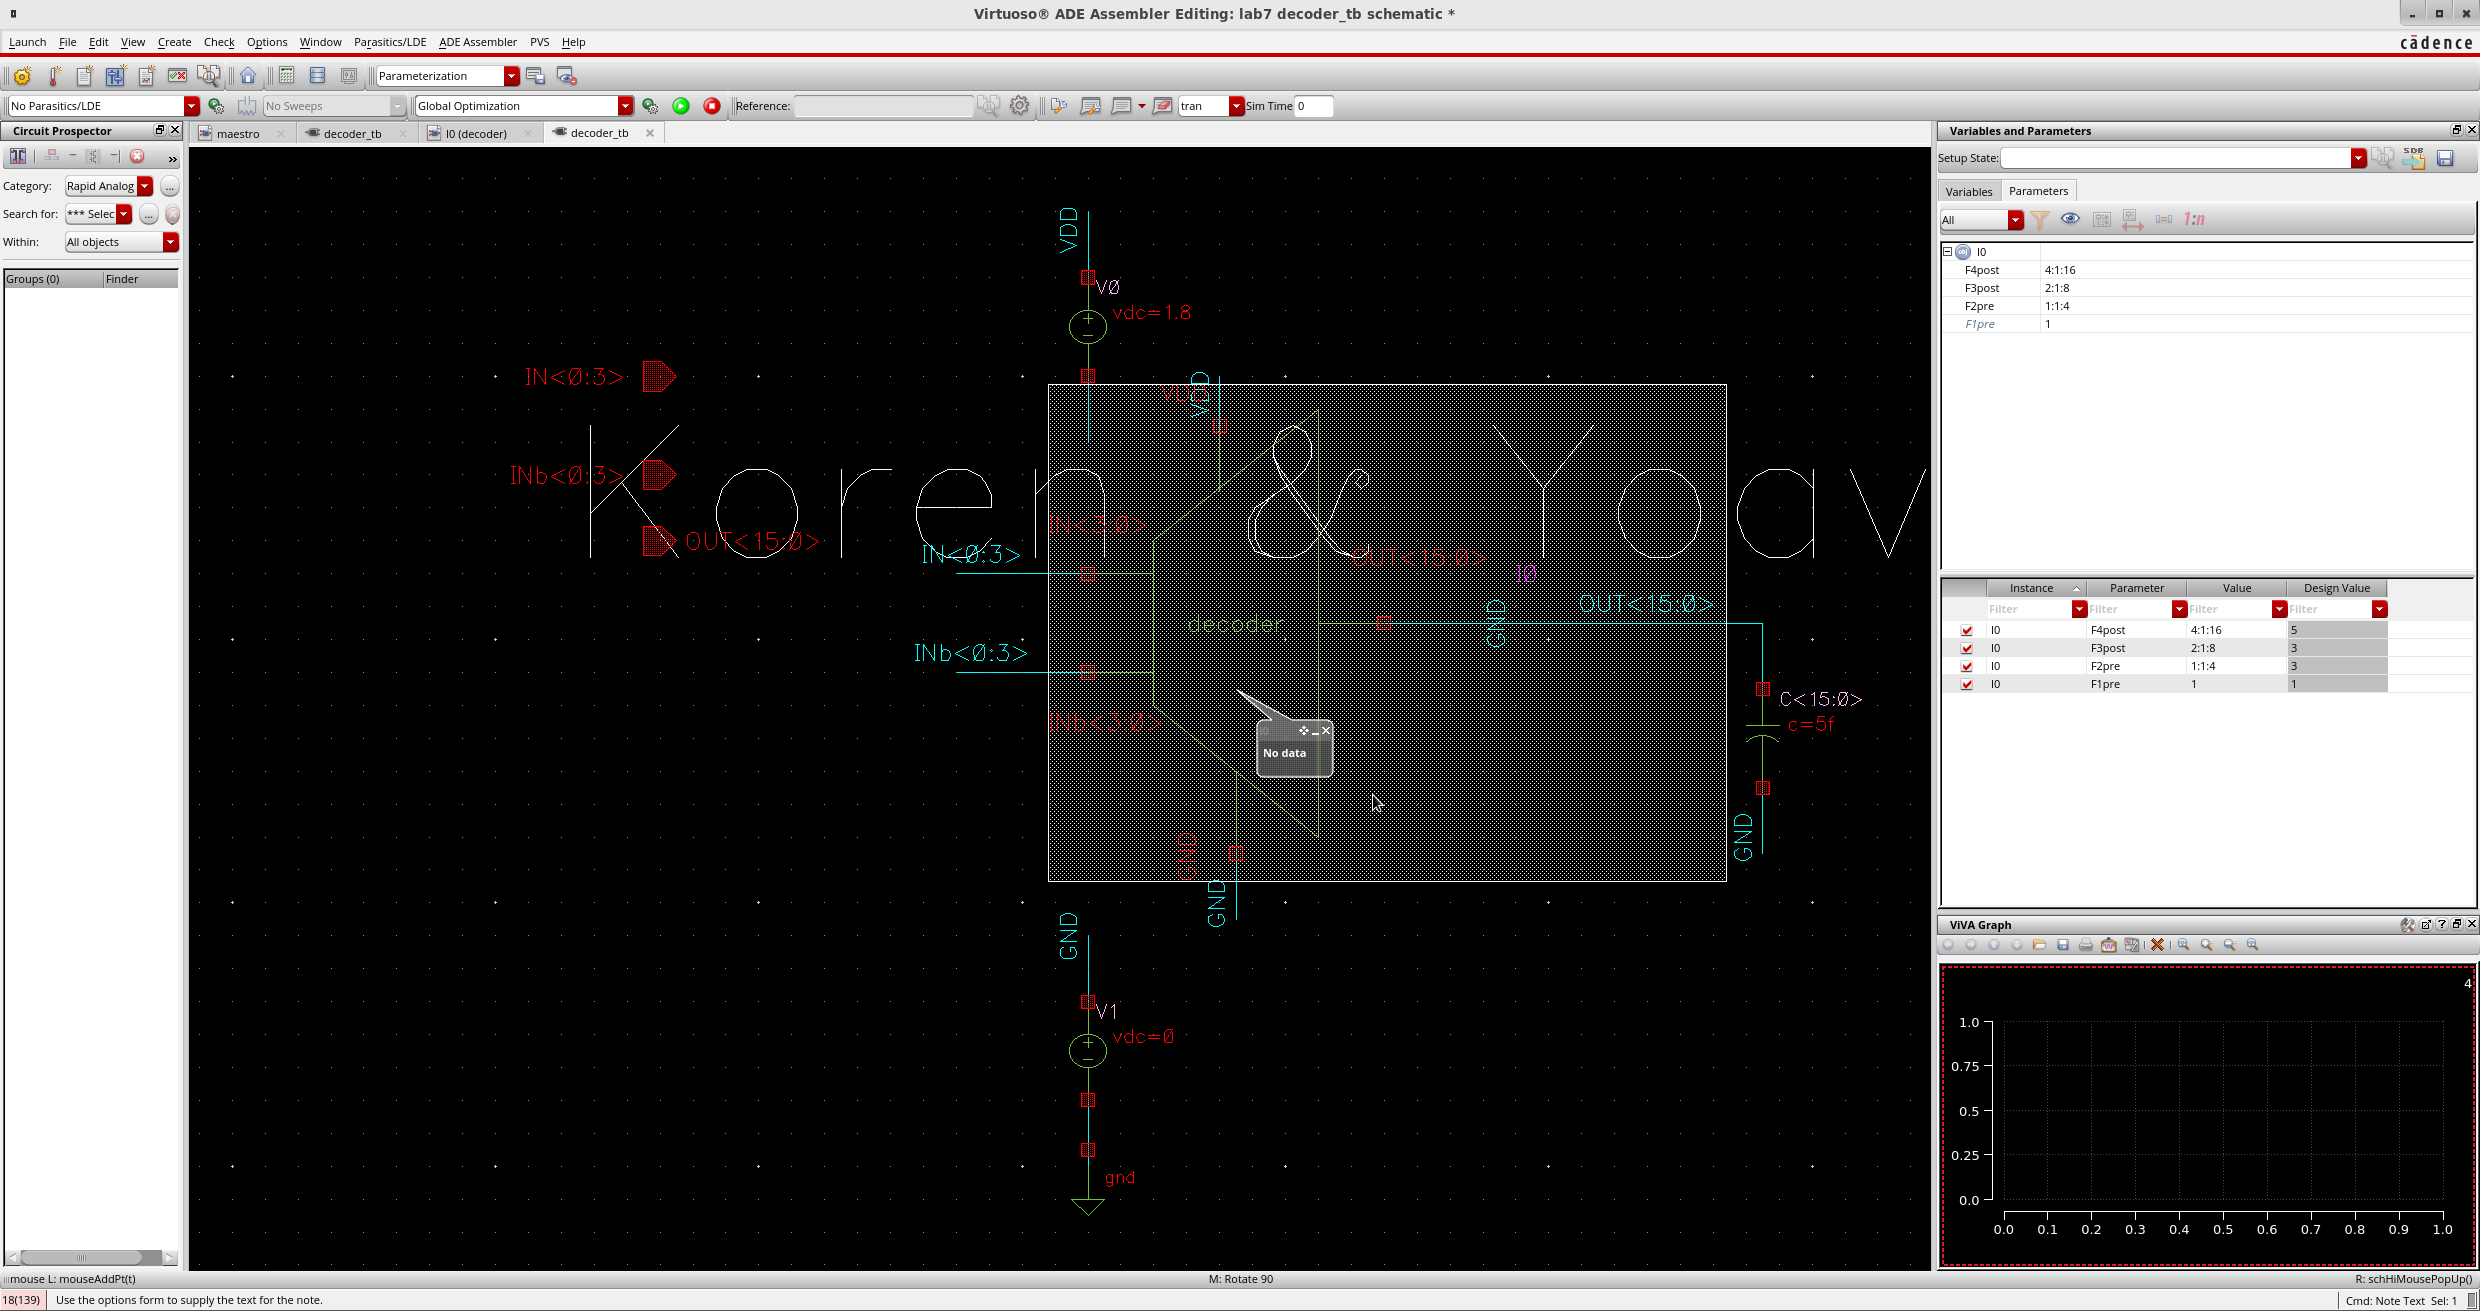 Virtuoso® ADE Assembler Editing: lab7 decoder_tb schematic *
Launch File Edit View Create Check Options Window Parasitics/LDE ADE Assembler PVS Help
cādence
Parameterization
No Parasitics/LDE No Sweeps Global Optimization Reference: tran Sim Time 0
Circuit Prospector
maestro decoder_tb I0 (decoder) decoder_tb
Category: Rapid Analog ...
Search for: *** Selec ...
Within: All objects
Groups (0) Finder
VDD
V0
vdc=1.8
IN<0:3>
VDD
VDD
INb<0:3>
Koren & Yoav
OUT<15:0>
IN<3:0>
IN<0:3>
OUT<15:0>
I0
OUT<15:0>
GND
decoder
INb<0:3>
INb<3:0>
No data
C<15:0>
c=5f
GND
GND
GND
GND
V1
vdc=0
gnd
Variables and Parameters
Setup State:
SDB
Variables Parameters
All 1:n
I0
F4post 4:1:16
F3post 2:1:8
F2pre 1:1:4
F1pre 1
Instance Parameter Value Design Value
Filter Filter Filter Filter
I0 F4post 4:1:16 5
I0 F3post 2:1:8 3
I0 F2pre 1:1:4 3
I0 F1pre 1 1
ViVA Graph
4
1.0
0.75
0.5
0.25
0.0
0.0 0.1 0.2 0.3 0.4 0.5 0.6 0.7 0.8 0.9 1.0
mouse L: mouseAddPt(t) M: Rotate 90 R: schHiMousePopUp()
18(139) Use the options form to supply the text for the note. Cmd: Note Text Sel: 1